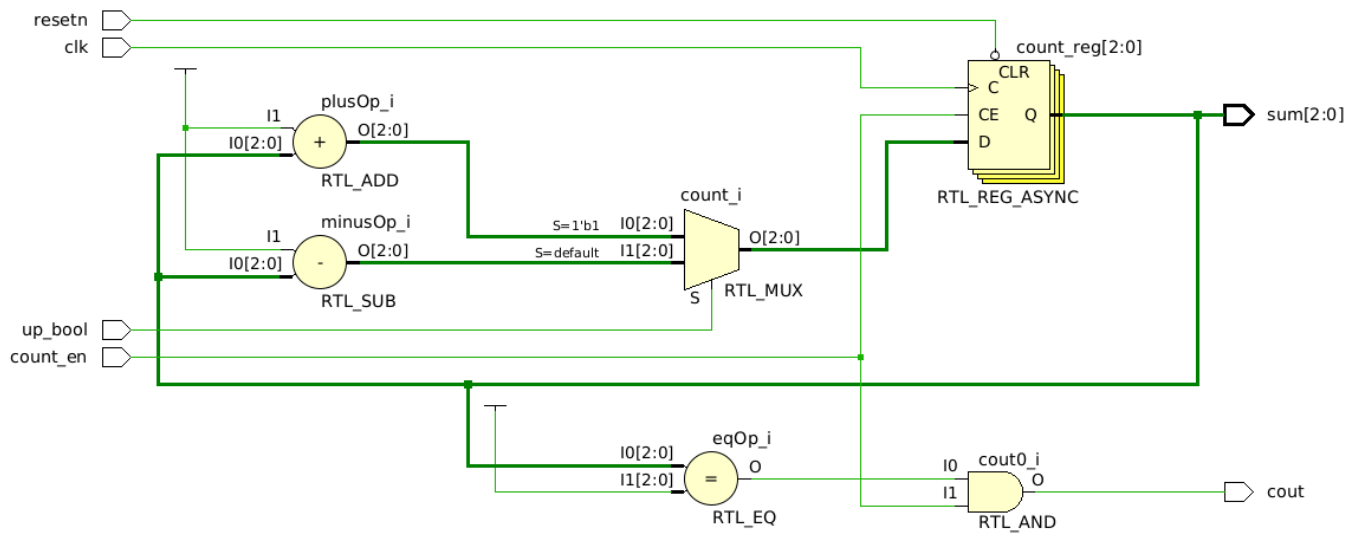 resetn
clk
count_reg[2:0]
CLR
C
CE
Q
D
sum[2:0]
RTL_REG_ASYNC
plusOp_i
I1
I0[2:0]
+
O[2:0]
RTL_ADD
minusOp_i
I1
I0[2:0]
-
O[2:0]
RTL_SUB
count_i
S=1'b1
I0[2:0]
S=default
I1[2:0]
O[2:0]
S
RTL_MUX
up_bool
count_en
eqOp_i
I0[2:0]
I1[2:0]
=
O
RTL_EQ
cout0_i
I0
I1
O
RTL_AND
cout